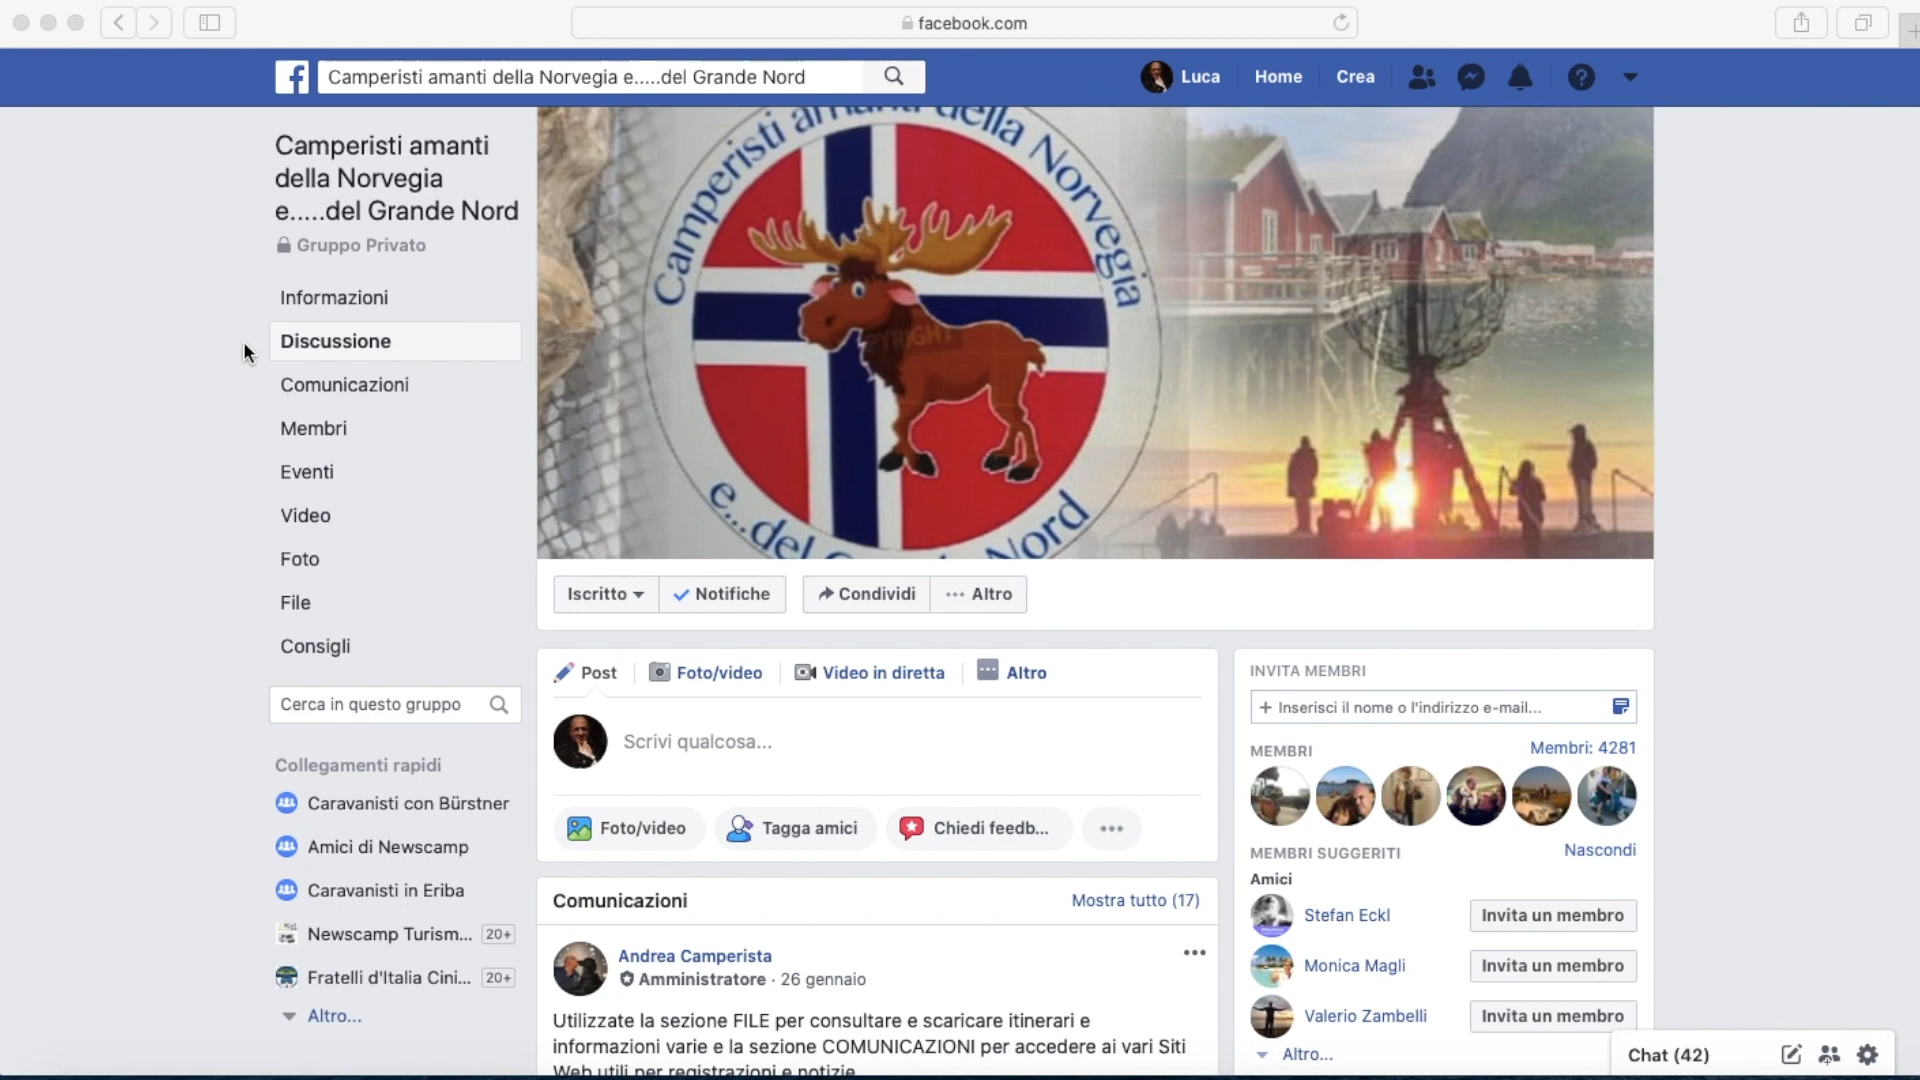 facebook.com
Camperisti amanti della Norvegia e.....del Grande Nord
Luca
Home
Crea
Camperisti amanti
della Norvegia
e.....del Grande Nord
Gruppo Privato
Informazioni
Discussione
Comunicazioni
Membri
Eventi
Video
Foto
File
Consigli
Cerca in questo gruppo
Collegamenti rapidi
Caravanisti con Bürstner
Amici di Newscamp
Caravanisti in Eriba
Newscamp Turism... 20+
Fratelli d'Italia Cini... 20+
Altro...
Camperisti amanti della Norvegia
e...del Grande Nord
Iscritto
Notifiche
Condividi
Altro
Post
Foto/video
Video in diretta
Altro
Scrivi qualcosa...
Foto/video
Tagga amici
Chiedi feedb...
Comunicazioni
Mostra tutto (17)
Andrea Camperista
Amministratore · 26 gennaio
Utilizzate la sezione FILE per consultare e scaricare itinerari e
informazioni varie e la sezione COMUNICAZIONI per accedere ai vari Siti
Web utili per registrazioni e notizie
INVITA MEMBRI
+ Inserisci il nome o l'indirizzo e-mail...
MEMBRI
Membri: 4281
MEMBRI SUGGERITI
Nascondi
Amici
Stefan Eckl
Invita un membro
Monica Magli
Invita un membro
Valerio Zambelli
Invita un membro
Altro...
Chat (42)